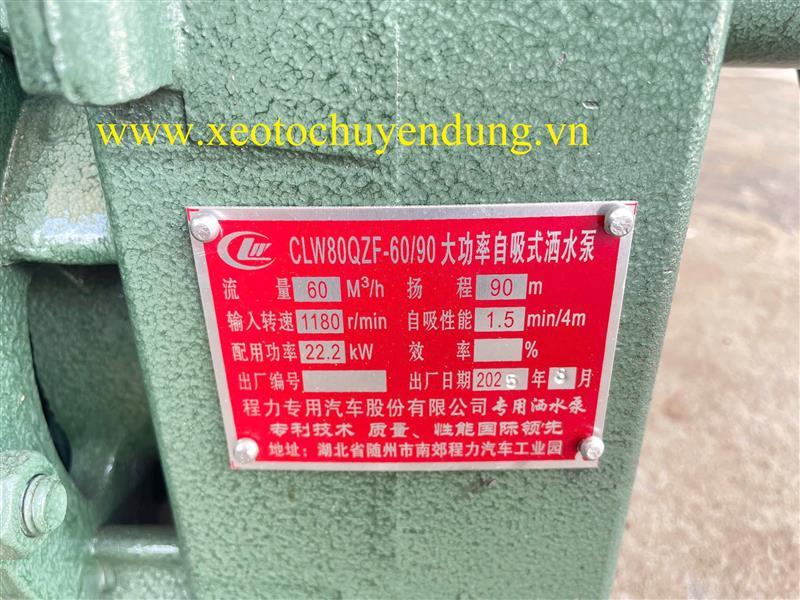 www.xeotochuyendung.vn
CLW CLW80QZF-60/90 大功率自吸式洒水泵
流 量 60 M³/h 扬 程 90 m
输入转速 1180 r/min 自吸性能 1.5 min/4m
配用功率 22.2 kW 效 率 %
出厂编号 出厂日期 2025 年 8 月
程力专用汽车股份有限公司专用洒水泵
专利技术 质量、性能国际领先
地址：湖北省随州市南郊程力汽车工业园